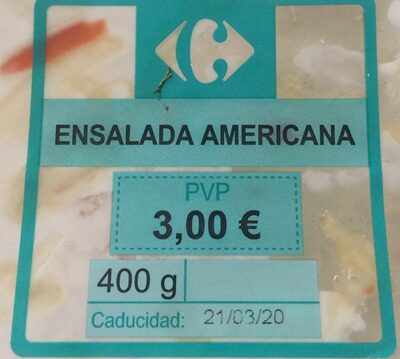 ENSALADA AMERICANA
PVP
3,00 €
400 g
Caducidad: 21/03/20